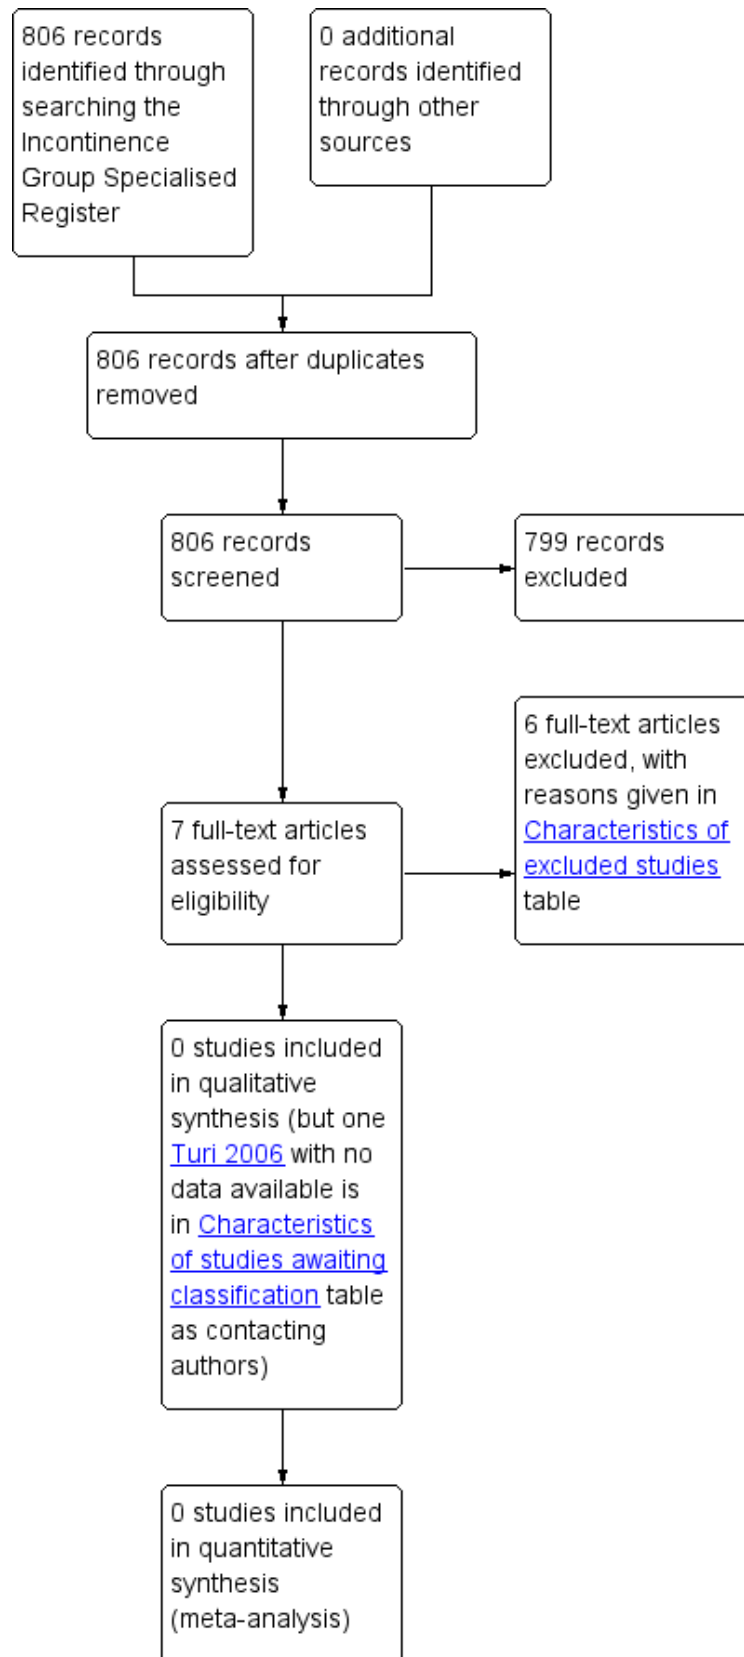 806 records
identified through
searching the
Incontinence
Group Specialised
Register
0 additional
records identified
through other
sources
806 records after duplicates
removed
806 records
screened
799 records
excluded
7 full-text articles
assessed for
eligibility
6 full-text articles
excluded, with
reasons given in
Characteristics of
excluded studies
table
0 studies included
in qualitative
synthesis (but one
Turi 2006 with no
data available is
in Characteristics
of studies awaiting
classification table
as contacting
authors)
0 studies included
in quantitative
synthesis
(meta-analysis)